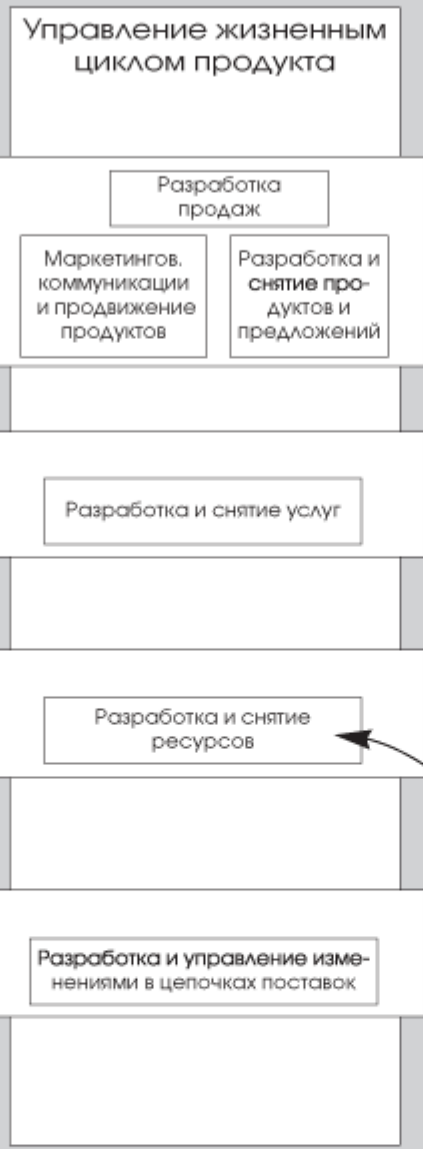 Управление жизненным
циклом продукта
Разработка
продаж
Маркетингов.
коммуникации
и продвижение
продуктов
Разработка и
снятие про-
дуктов и
предложений
Разработка и снятие услуг
Разработка и снятие
ресурсов
Разработка и управление изме-
нениями в цепочках поставок